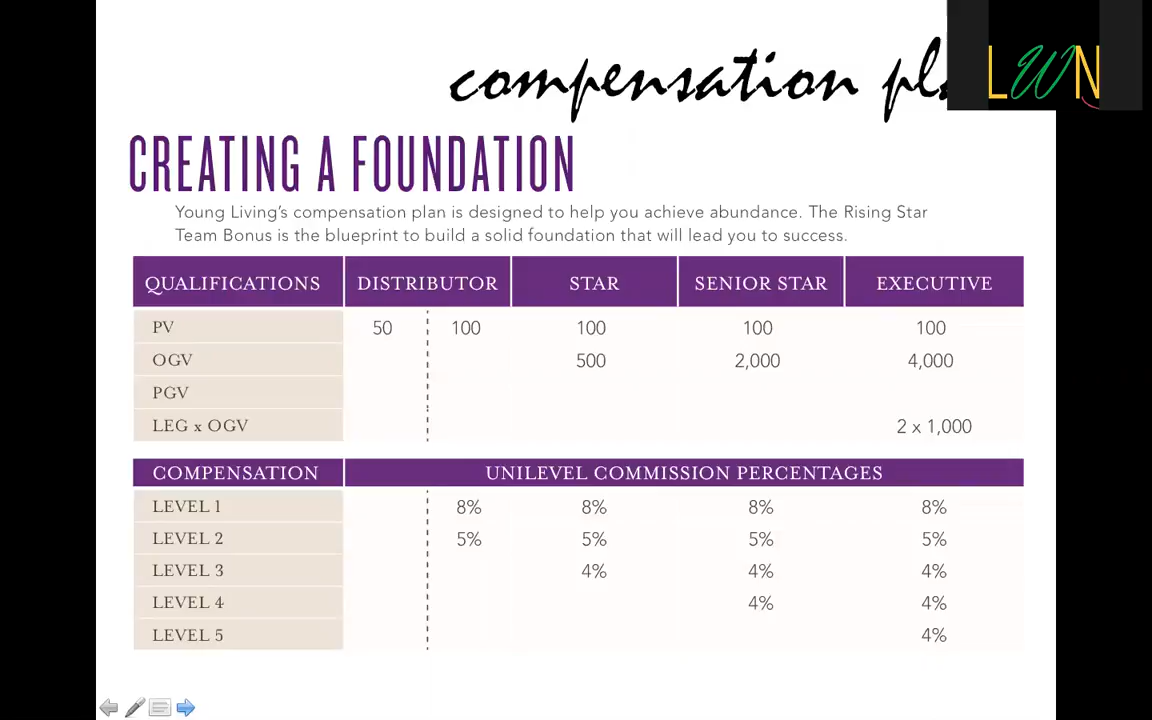 compensation
LWN
CREATING A FOUNDATION
Young Living's compensation plan is designed to help you achieve abundance. The Rising Star
Team Bonus is the blueprint to build a solid foundation that will lead you to success.
QUALIFICATIONS DISTRIBUTOR STAR SENIOR STAR EXECUTIVE
PV 50 100 100 100 100
OGV 500 2,000 4,000
PGV
LEG x OGV 2 x 1,000
COMPENSATION UNILEVEL COMMISSION PERCENTAGES
LEVEL 1 8% 8% 8% 8%
LEVEL 2 5% 5% 5% 5%
LEVEL 3 4% 4% 4%
LEVEL 4 4% 4%
LEVEL 5 4%